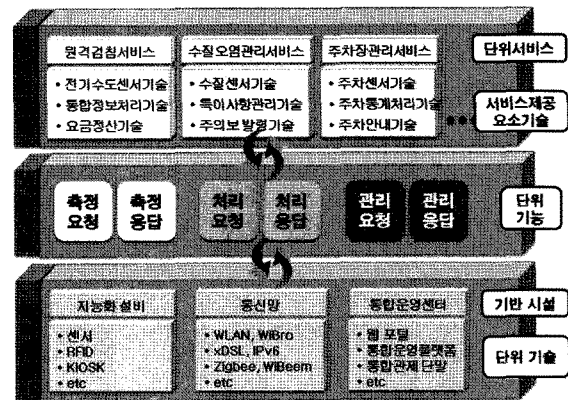 원격검침서비스
수질오염관리서비스
주차장관리서비스
단위서비스
• 전기수도센서기술
• 통합정보처리기술
• 요금정산기술
• 수질센서기술
• 특이사항관리기술
• 주의보 발령기술
• 주차센서기술
• 주차통계처리기술
• 주차안내기술
서비스제공
요소기술
측정
요청
측정
응답
처리
요청
처리
응답
관리
요청
관리
응답
단위
기능
지능화 설비
통신망
통합운영센터
기반 시설
• 센서
• RFID
• KIOSK
• etc
• WLAN, WiBro
• xDSL, IPv6
• Zigbee, WiBeem
• etc
• 웹 포털
• 통합운영플랫폼
• 통합관제 단말
• etc
단위 기술